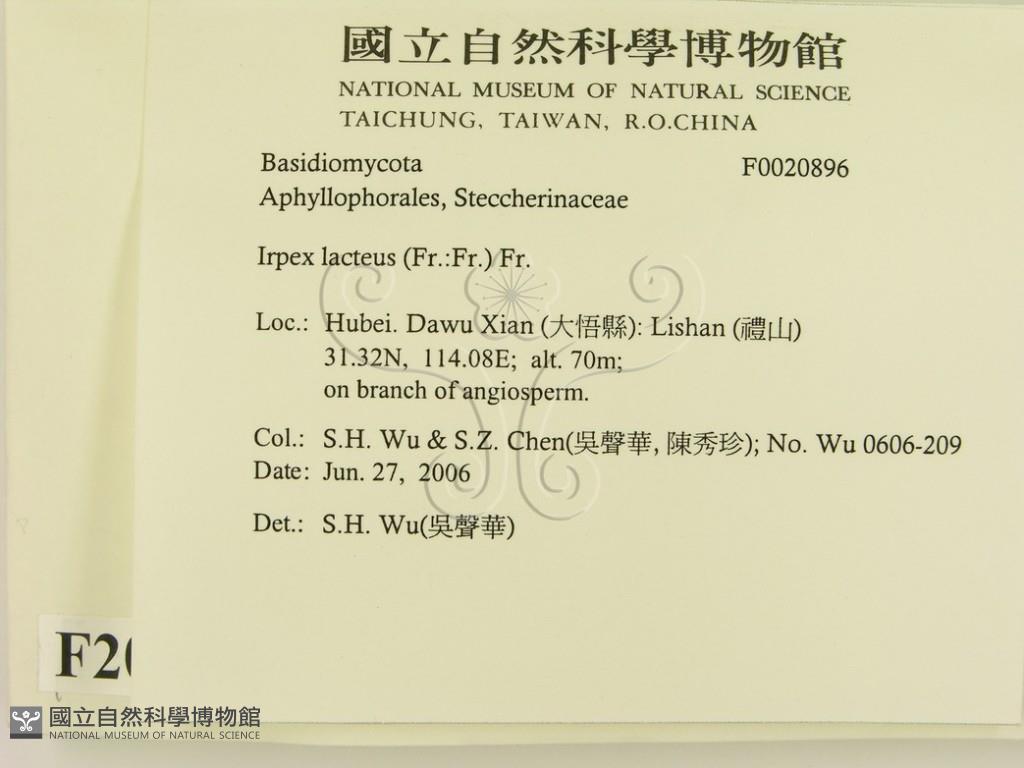 國立自然科學博物館
NATIONAL MUSEUM OF NATURAL SCIENCE
TAICHUNG, TAIWAN, R.O.CHINA
Basidiomycota F0020896
Aphyllophorales, Steccherinaceae
Irpex lacteus (Fr.:Fr.) Fr.
Loc.: Hubei. Dawu Xian (大悟縣): Lishan (禮山)
31.32N, 114.08E; alt. 70m;
on branch of angiosperm.
Col.: S.H. Wu & S.Z. Chen(吳聲華, 陳秀珍); No. Wu 0606-209
Date: Jun. 27, 2006
Det.: S.H. Wu(吳聲華)
國立自然科學博物館
NATIONAL MUSEUM OF NATURAL SCIENCE